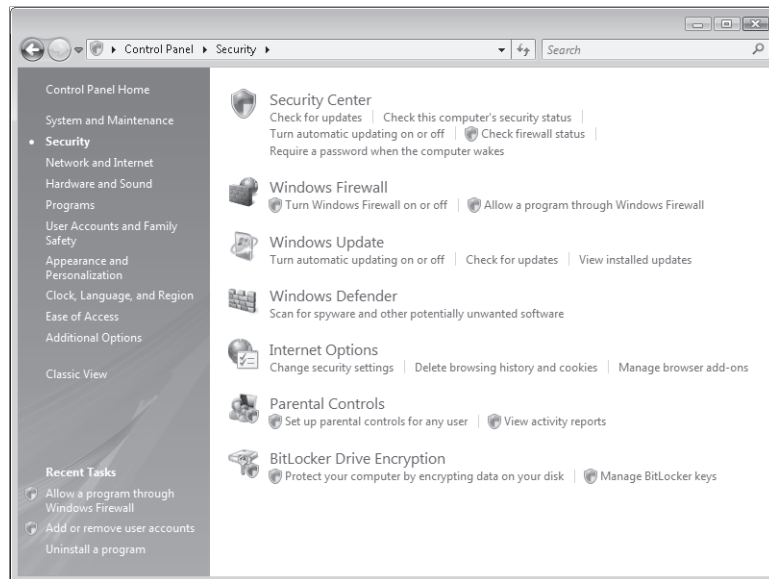 Control Panel ▸ Security ▸
Search
Control Panel Home
System and Maintenance
• Security
Network and Internet
Hardware and Sound
Programs
User Accounts and Family
Safety
Appearance and
Personalization
Clock, Language, and Region
Ease of Access
Additional Options
Classic View
Recent Tasks
Allow a program through
Windows Firewall
Add or remove user accounts
Uninstall a program
Security Center
Check for updates | Check this computer's security status |
Turn automatic updating on or off | Check firewall status |
Require a password when the computer wakes
Windows Firewall
Turn Windows Firewall on or off | Allow a program through Windows Firewall
Windows Update
Turn automatic updating on or off | Check for updates | View installed updates
Windows Defender
Scan for spyware and other potentially unwanted software
Internet Options
Change security settings | Delete browsing history and cookies | Manage browser add-ons
Parental Controls
Set up parental controls for any user | View activity reports
BitLocker Drive Encryption
Protect your computer by encrypting data on your disk | Manage BitLocker keys